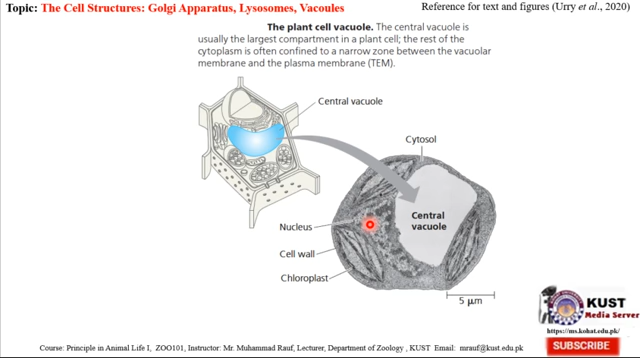 Topic: The Cell Structures: Golgi Apparatus, Lysosomes, Vacoules
Reference for text and figures (Urry et al., 2020)
The plant cell vacuole. The central vacuole is
usually the largest compartment in a plant cell; the rest of the
cytoplasm is often confined to a narrow zone between the vacuolar
membrane and the plasma membrane (TEM).
Central vacuole
Cytosol
Central
vacuole
Nucleus
Cell wall
Chloroplast
5 μm
KUST
Media Server
https://ms.kohat.edu.pk/
SUBSCRIBE
Course: Principle in Animal Life I, ZOO101, Instructor: Mr. Muhammad Rauf, Lecturer, Department of Zoology , KUST Email: mrauf@kust.edu.pk